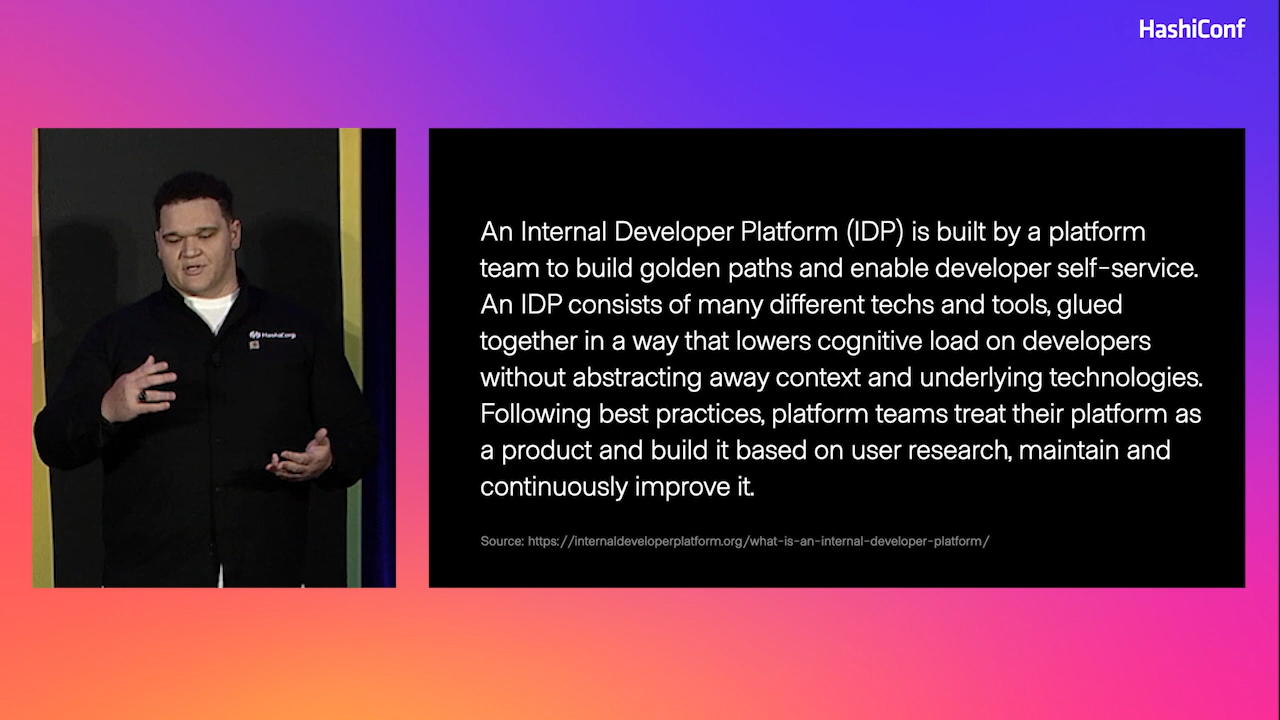 HashiConf
HashiCorp
An Internal Developer Platform (IDP) is built by a platform
team to build golden paths and enable developer self-service.
An IDP consists of many different techs and tools, glued
together in a way that lowers cognitive load on developers
without abstracting away context and underlying technologies.
Following best practices, platform teams treat their platform as
a product and build it based on user research, maintain and
continuously improve it.
Source: https://internaldeveloperplatform.org/what-is-an-internal-developer-platform/